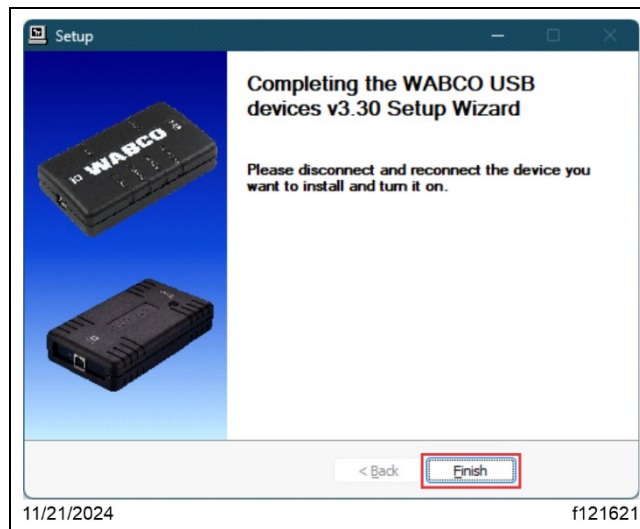 Setup
WABCO
Completing the WABCO USB
devices v3.30 Setup Wizard
Please disconnect and reconnect the device you
want to install and turn it on.
< Back
Finish
11/21/2024
f121621